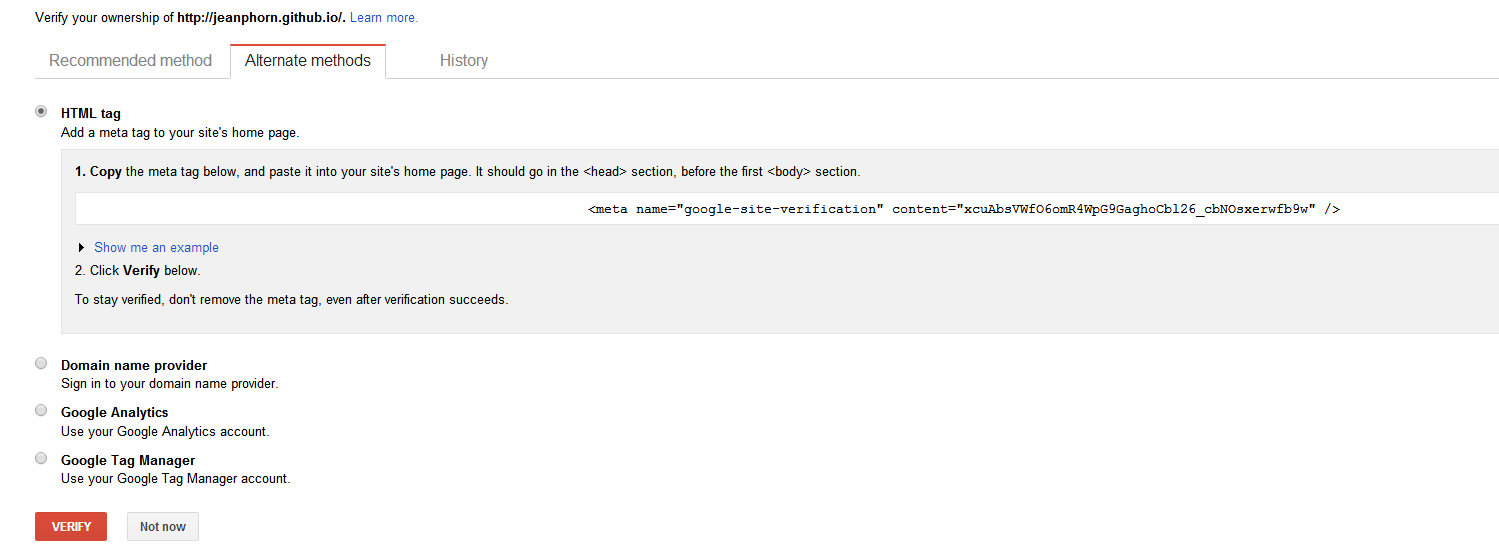 Verify your ownership of http://jeanphorn.github.io/. Learn more.
Recommended method Alternate methods History
HTML tag
Add a meta tag to your site's home page.
1. Copy the meta tag below, and paste it into your site's home page. It should go in the <head> section, before the first <body> section.
<meta name="google-site-verification" content="xcuAbsVWfO6omR4WpG9GaghoCbl26_cbNOsxerwfb9w" />
Show me an example
2. Click Verify below.
To stay verified, don't remove the meta tag, even after verification succeeds.
Domain name provider
Sign in to your domain name provider.
Google Analytics
Use your Google Analytics account.
Google Tag Manager
Use your Google Tag Manager account.
VERIFY Not now